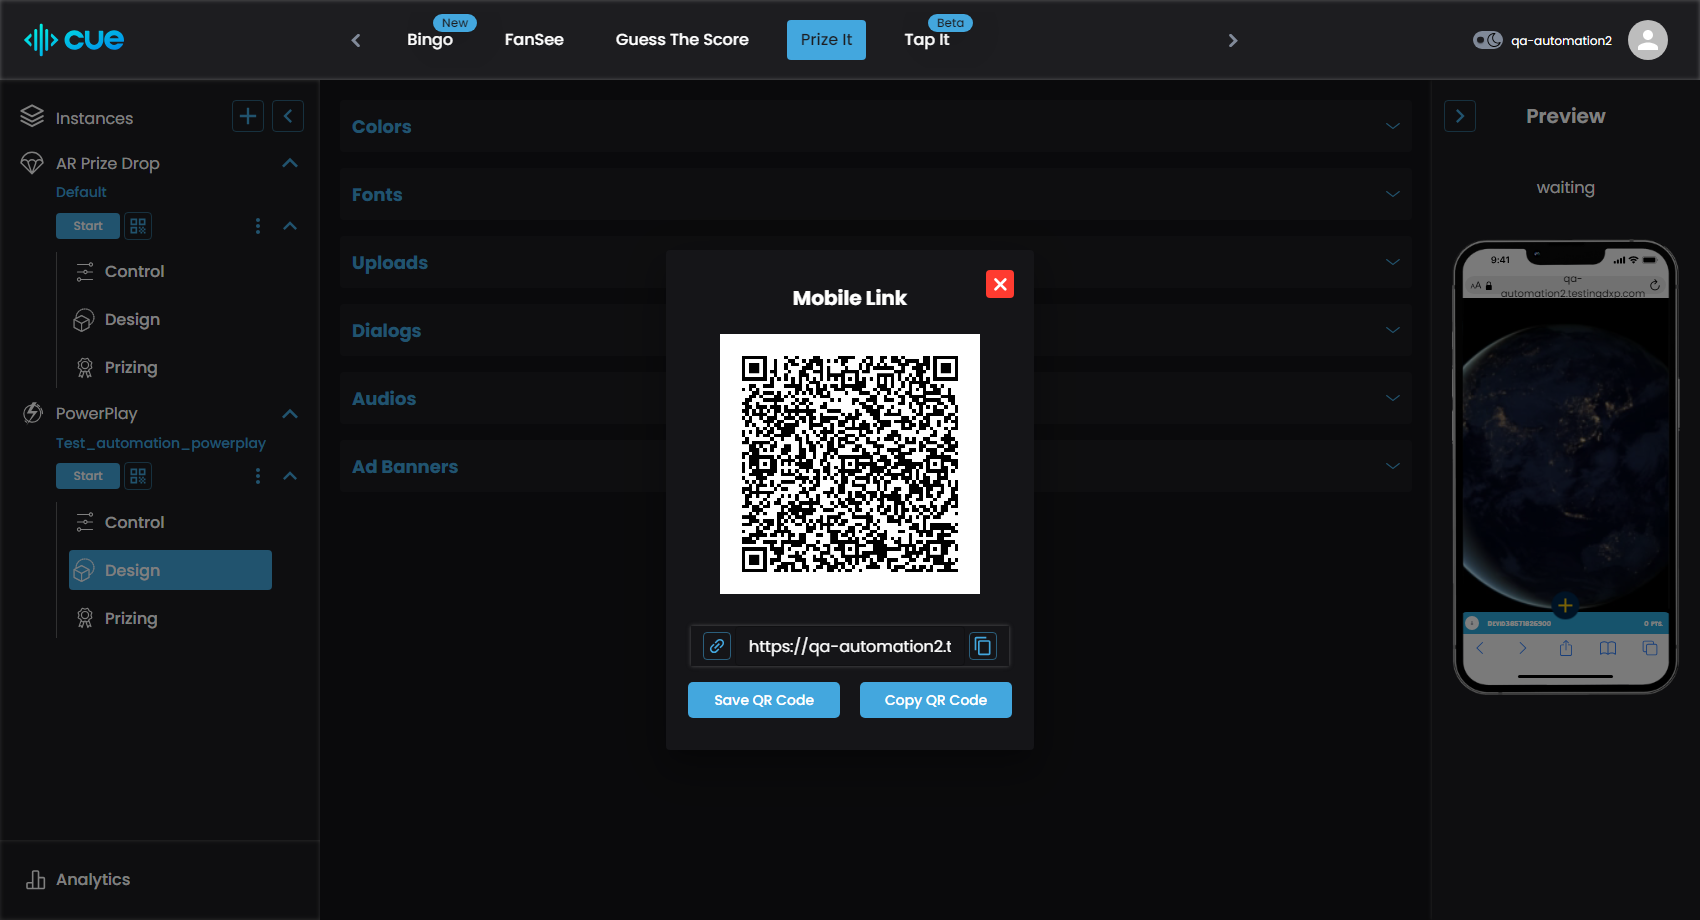 cue
New
Bingo
FanSee
Guess The Score
Prize It
Beta
Tap It
qa-automation2
Instances
AR Prize Drop
Default
Start
Control
Design
Prizing
PowerPlay
Test_automation_powerplay
Start
Control
Design
Prizing
Analytics
Colors
Fonts
Uploads
Dialogs
Audios
Ad Banners
Mobile Link
https://qa-automation2.t
Save QR Code
Copy QR Code
Preview
waiting
9:41
AA
qa-
automation2.testingdxp.com
0 PTS.